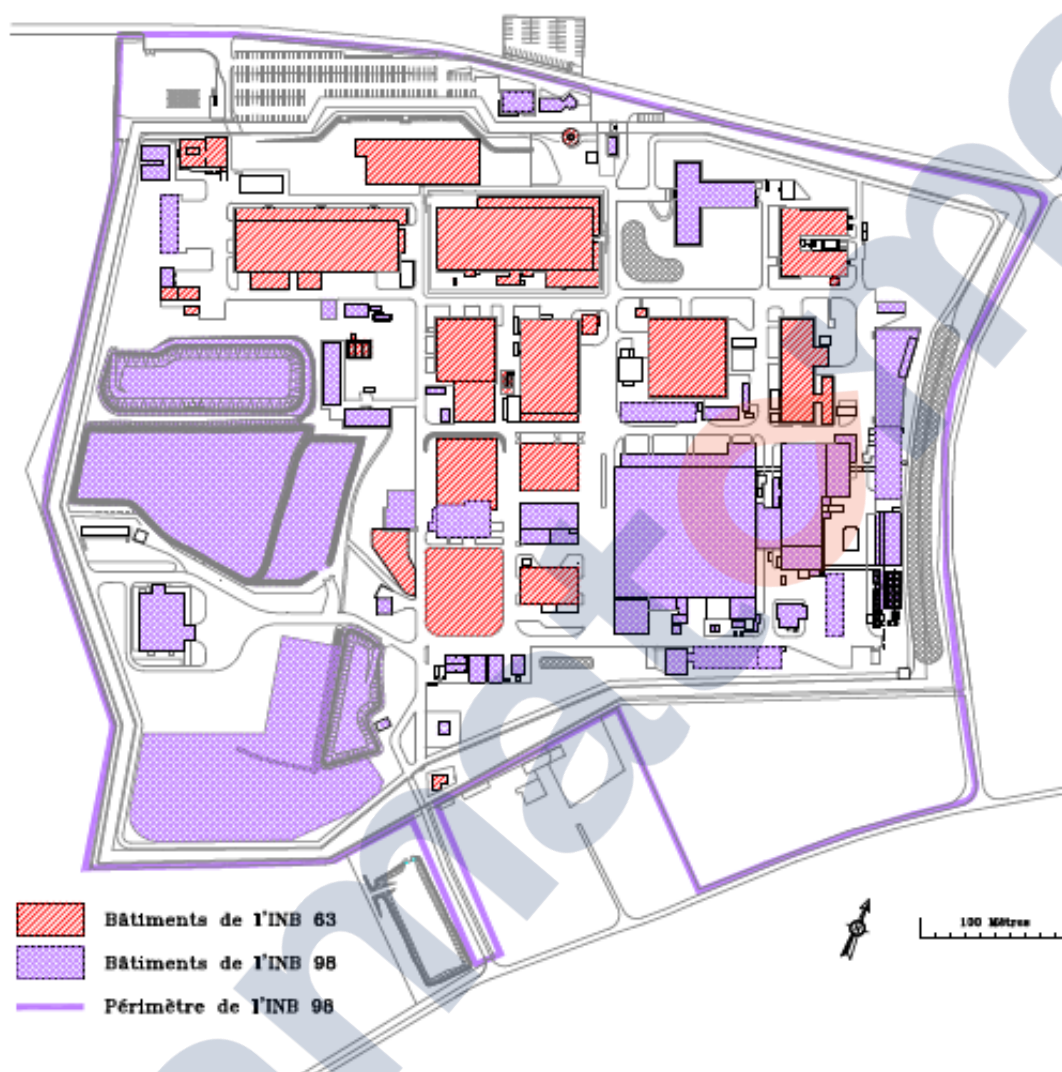 Bâtiments de l'INB 63
Bâtiments de l'INB 98
Périmètre de l'INB 98
100 Mètres